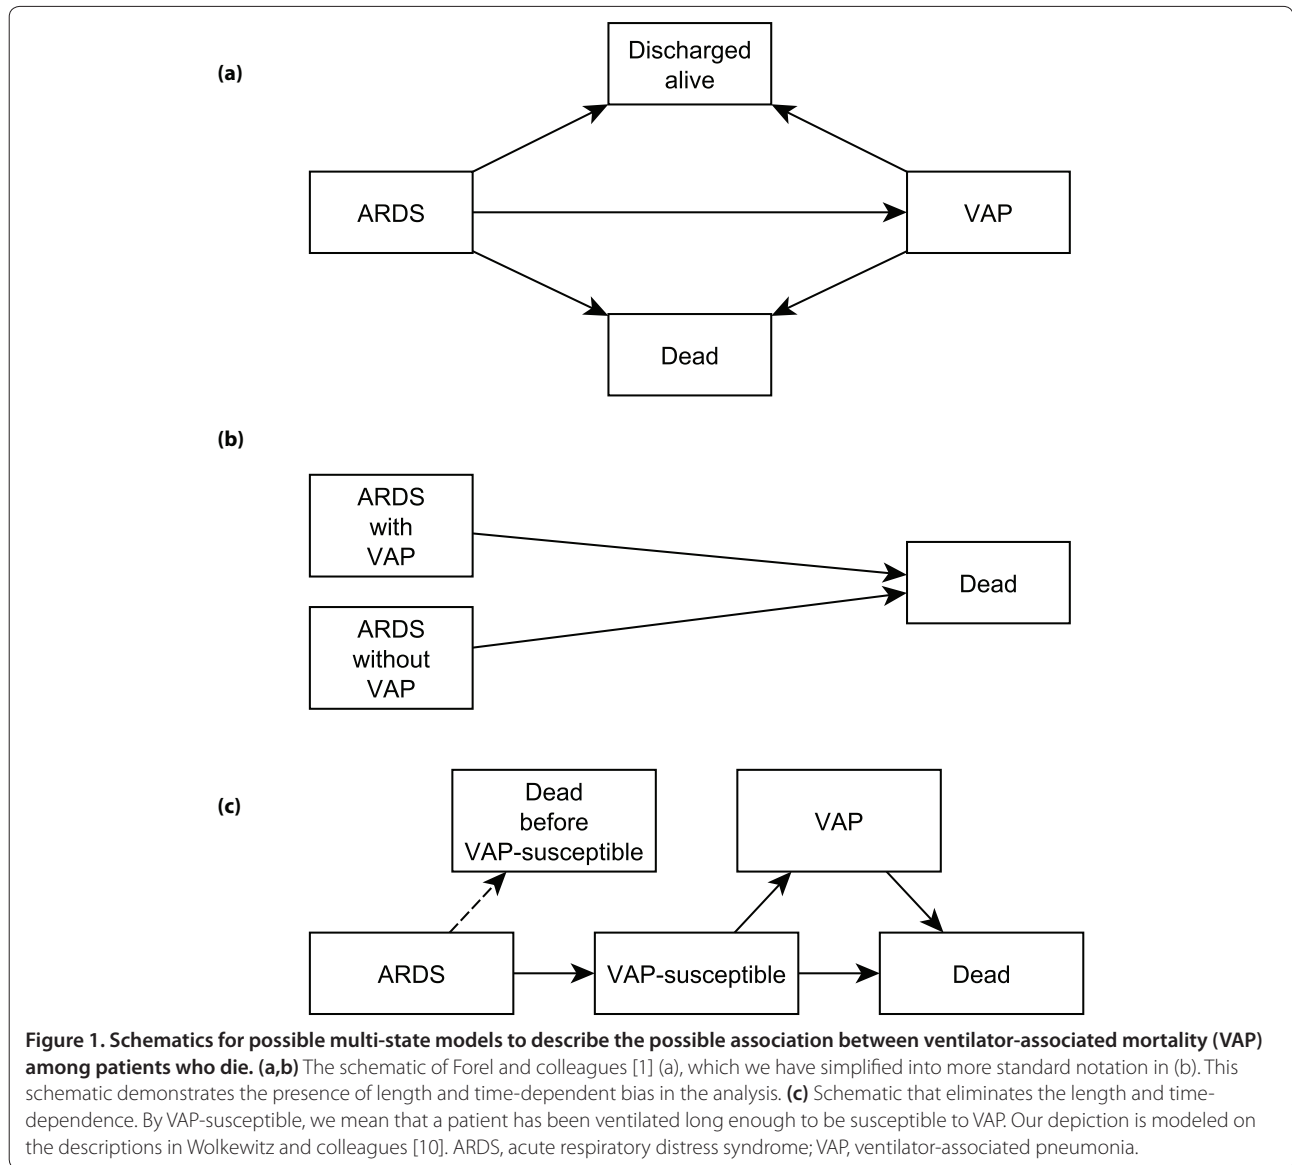 (a)
Discharged
alive
ARDS
VAP
Dead
(b)
ARDS
with
VAP
Dead
ARDS
without
VAP
(c)
Dead
before
VAP-susceptible
VAP
ARDS
VAP-susceptible
Dead
Figure 1. Schematics for possible multi-state models to describe the possible association between ventilator-associated mortality (VAP)
among patients who die. (a,b) The schematic of Forel and colleagues [1] (a), which we have simplified into more standard notation in (b). This
schematic demonstrates the presence of length and time-dependent bias in the analysis. (c) Schematic that eliminates the length and time-
dependence. By VAP-susceptible, we mean that a patient has been ventilated long enough to be susceptible to VAP. Our depiction is modeled on
the descriptions in Wolkewitz and colleagues [10]. ARDS, acute respiratory distress syndrome; VAP, ventilator-associated pneumonia.